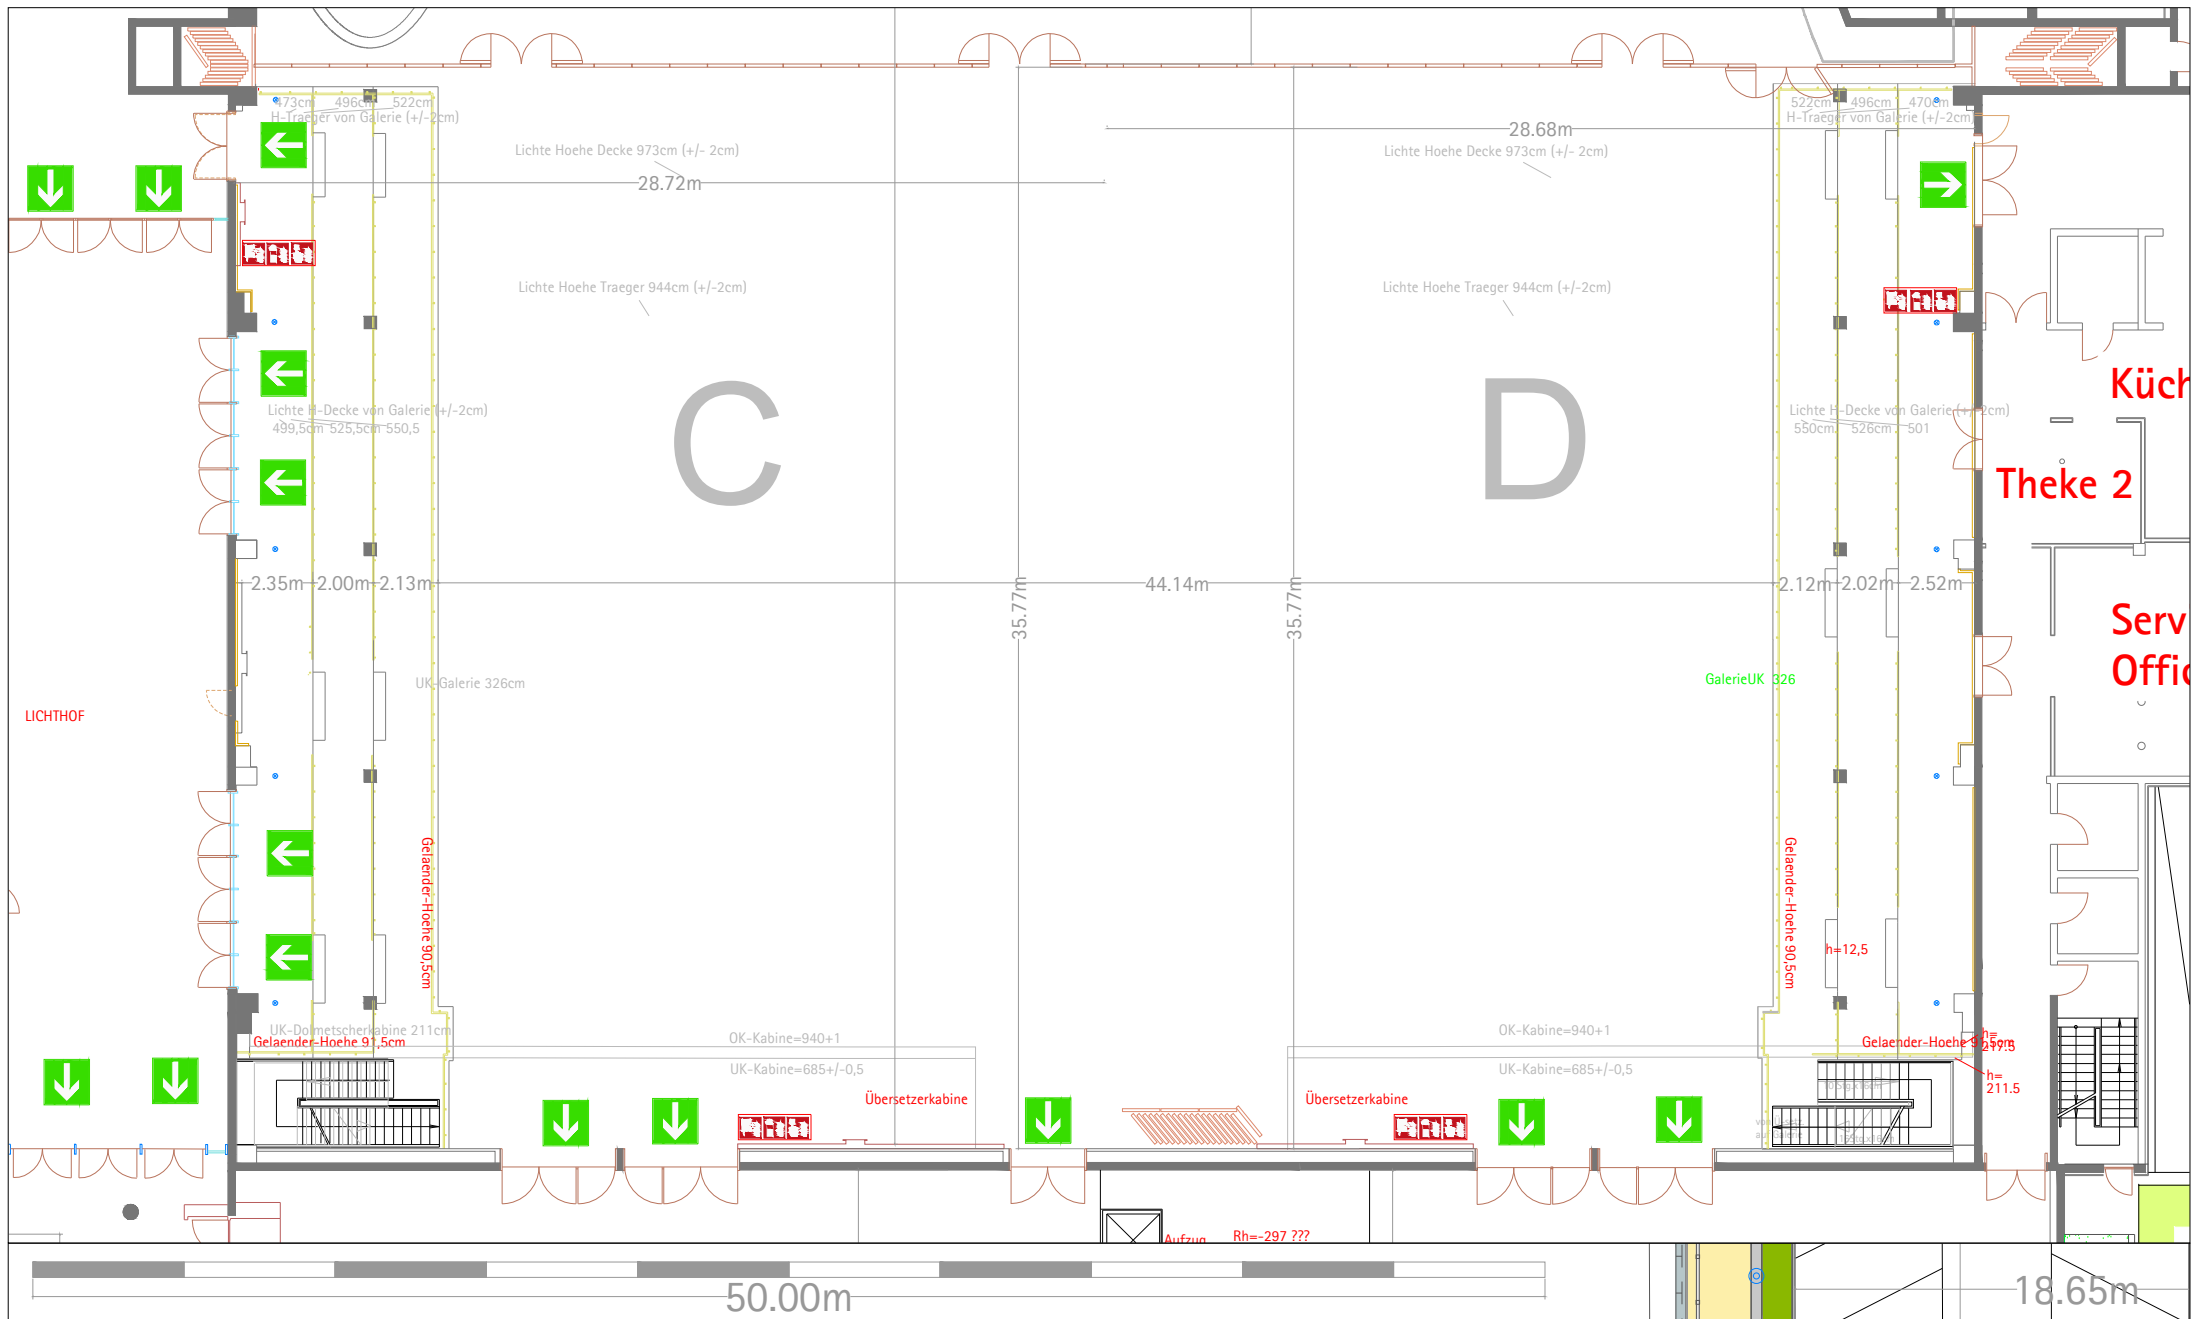 473cm 496cm 522cm
H-Traeger von Galerie (+/-2cm)
522cm 496cm 470cm
H-Traeger von Galerie (+/-2cm)
28.68m
Lichte Hoehe Decke 973cm (+/- 2cm)
Lichte Hoehe Decke 973cm (+/- 2cm)
28.72m
Lichte Hoehe Traeger 944cm (+/-2cm)
Lichte Hoehe Traeger 944cm (+/-2cm)
C
D
Küch
Lichte H-Decke von Galerie (+/-2cm)
499,5cm 525,5cm 550,5
Lichte H-Decke von Galerie (+/-2cm)
550cm 526cm 501
Theke 2
2.35m
2.00m
2.13m
35.77m
44.14m
35.77m
2.12m
2.02m
2.52m
Serv
Offic
UK-Galerie 326cm
GalerieUK 326
LICHTHOF
Gelaender-Hoehe 90,5cm
Gelaender-Hoehe 90,5cm
h=12,5
UK-Dolmetscherkabine 211cm
Gelaender-Hoehe 91,5cm
OK-Kabine=940+1
OK-Kabine=940+1
Gelaender-Hoehe 91,5cm
h=
217.5
UK-Kabine=685+/-0,5
UK-Kabine=685+/-0,5
h=
211.5
Übersetzerkabine
Übersetzerkabine
Aufzug
Rh=-297 ???
50.00m
18.65m